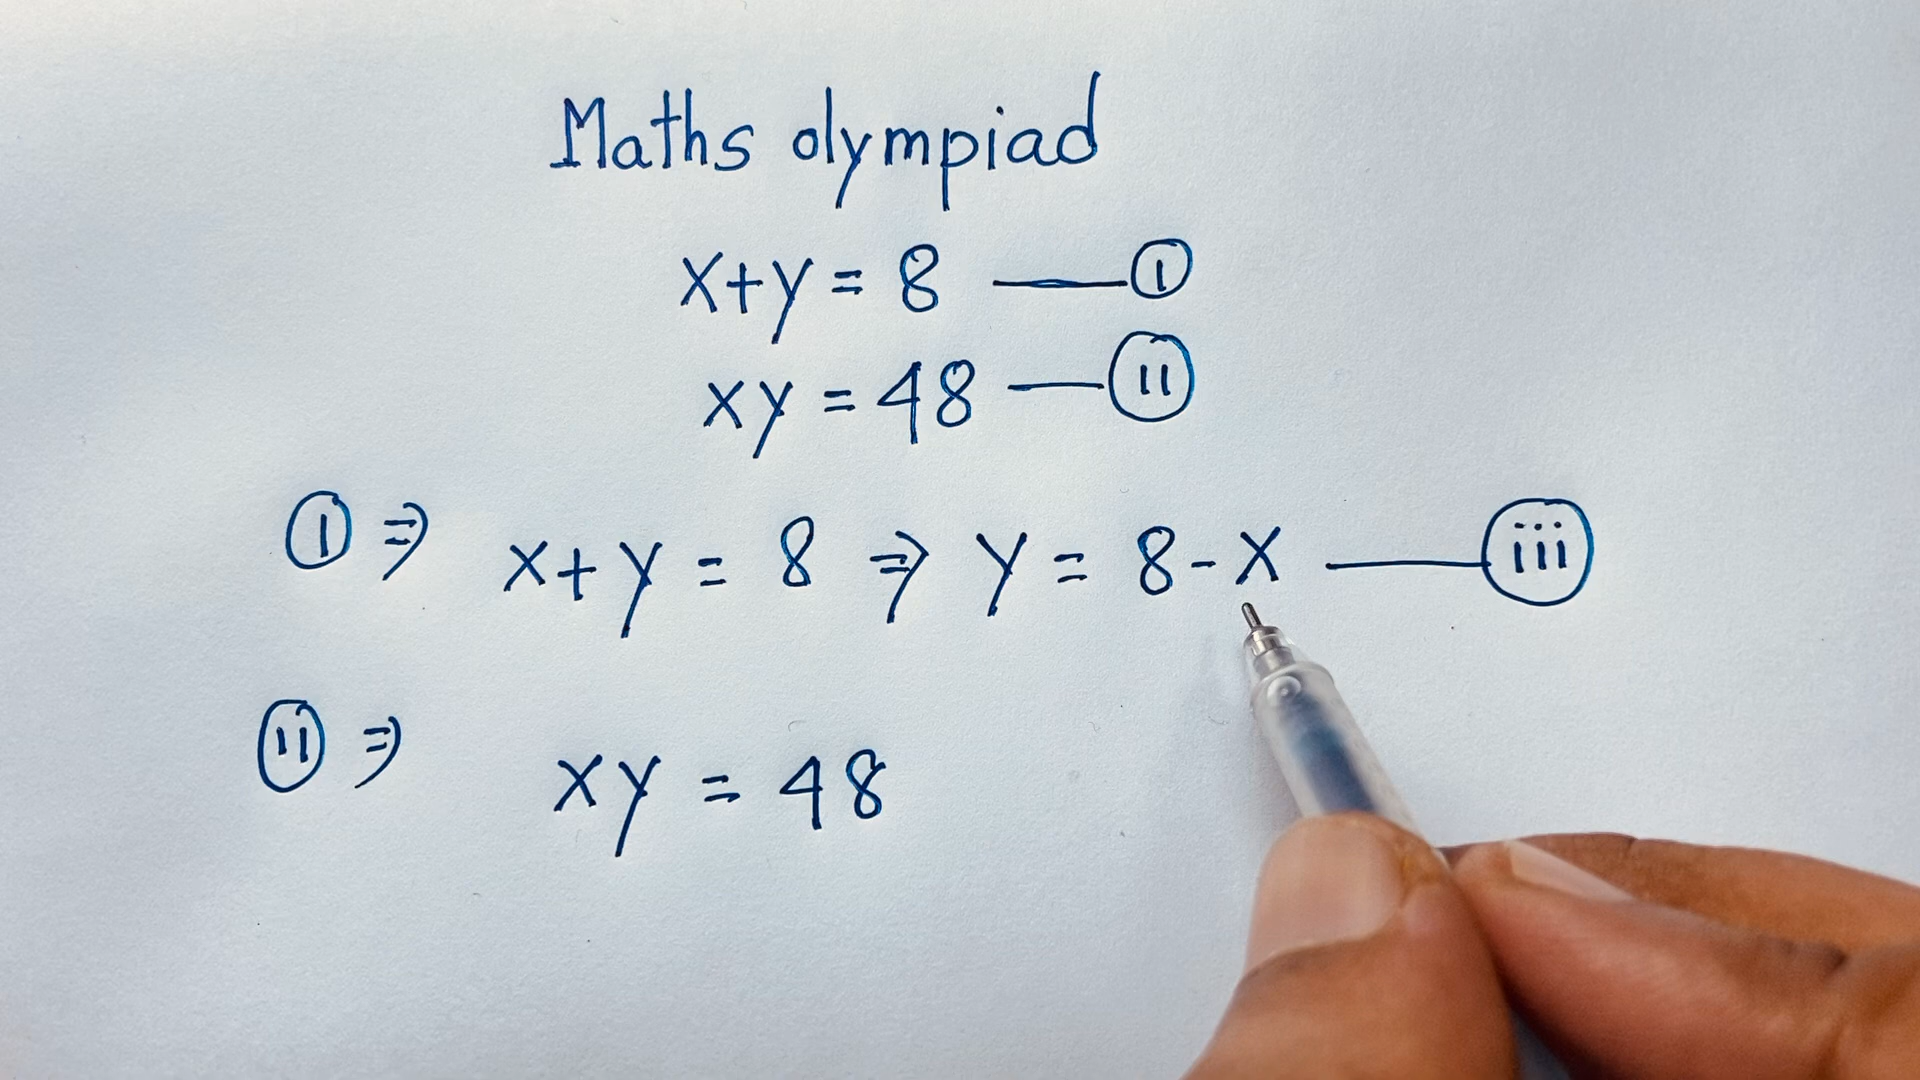 Maths olympiad
x+y = 8 —— ①
xy = 48 —— ⑪
① ⇒ x+y = 8 ⇒ y = 8-x —— ⅲ
⑪ ⇒ xy = 48